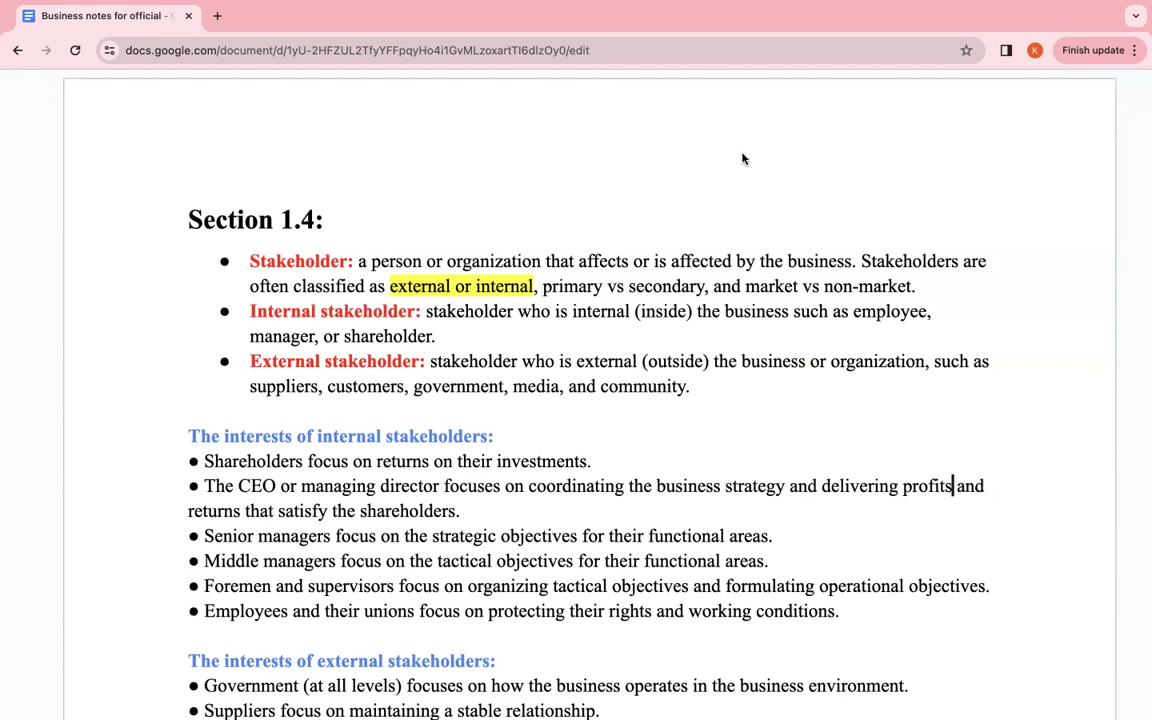 Business notes for official -
docs.google.com/document/d/1yU-2HFZUL2TfyYFFpqyHo4i1GvMLzoxartTI6dIzOy0/edit
K
Finish update
Section 1.4:
● Stakeholder: a person or organization that affects or is affected by the business. Stakeholders are
often classified as external or internal, primary vs secondary, and market vs non-market.
● Internal stakeholder: stakeholder who is internal (inside) the business such as employee,
manager, or shareholder.
● External stakeholder: stakeholder who is external (outside) the business or organization, such as
suppliers, customers, government, media, and community.
The interests of internal stakeholders:
● Shareholders focus on returns on their investments.
● The CEO or managing director focuses on coordinating the business strategy and delivering profits and
returns that satisfy the shareholders.
● Senior managers focus on the strategic objectives for their functional areas.
● Middle managers focus on the tactical objectives for their functional areas.
● Foremen and supervisors focus on organizing tactical objectives and formulating operational objectives.
● Employees and their unions focus on protecting their rights and working conditions.
The interests of external stakeholders:
● Government (at all levels) focuses on how the business operates in the business environment.
● Suppliers focus on maintaining a stable relationship.